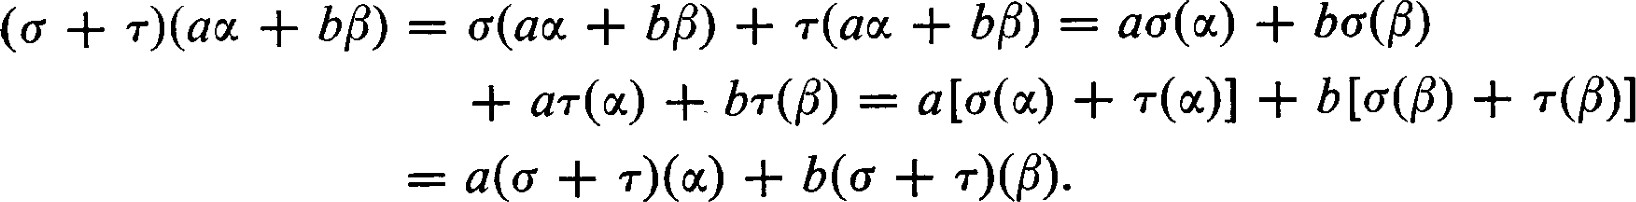 (σ + τ)(aα + bβ) = σ(aα + bβ) + τ(aα + bβ) = aσ(α) + bσ(β)
+ aτ(α) + bτ(β) = a[σ(α) + τ(α)] + b[σ(β) + τ(β)]
= a(σ + τ)(α) + b(σ + τ)(β).